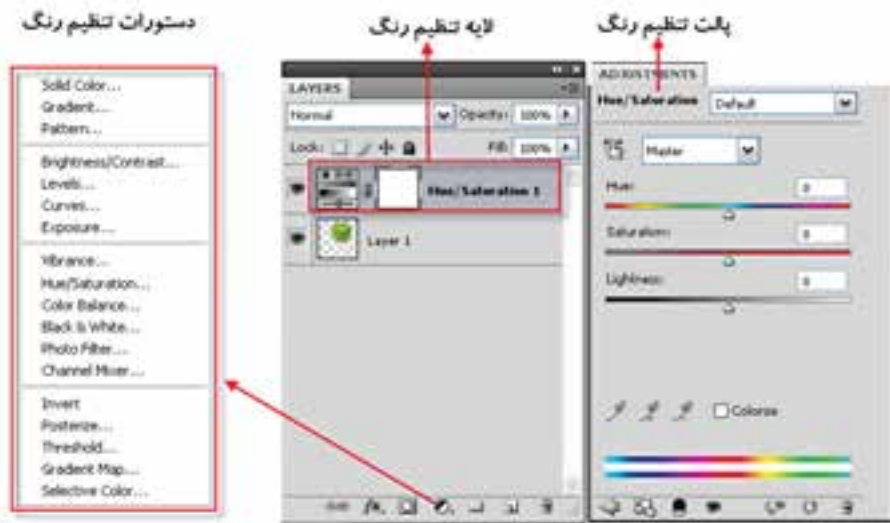 دستورات تنظیم رنگ
لایه تنظیم رنگ
پالت تنظیم رنگ
Solid Color...
Gradient...
Pattern...
Brightness/Contrast...
Levels...
Curves...
Exposure...
Vibrance...
Hue/Saturation...
Color Balance...
Black & White...
Photo Filter...
Channel Mixer...
Invert
Posterize...
Threshold...
Gradient Map...
Selective Color...
LAYERS
Normal
Opacity: 100%
Lock:
Fill: 100%
Hue/Saturation 1
Layer 1
ADJUSTMENTS
Hue/Saturation Default
Master
Hue: 0
Saturation: 0
Lightness: 0
Colorize